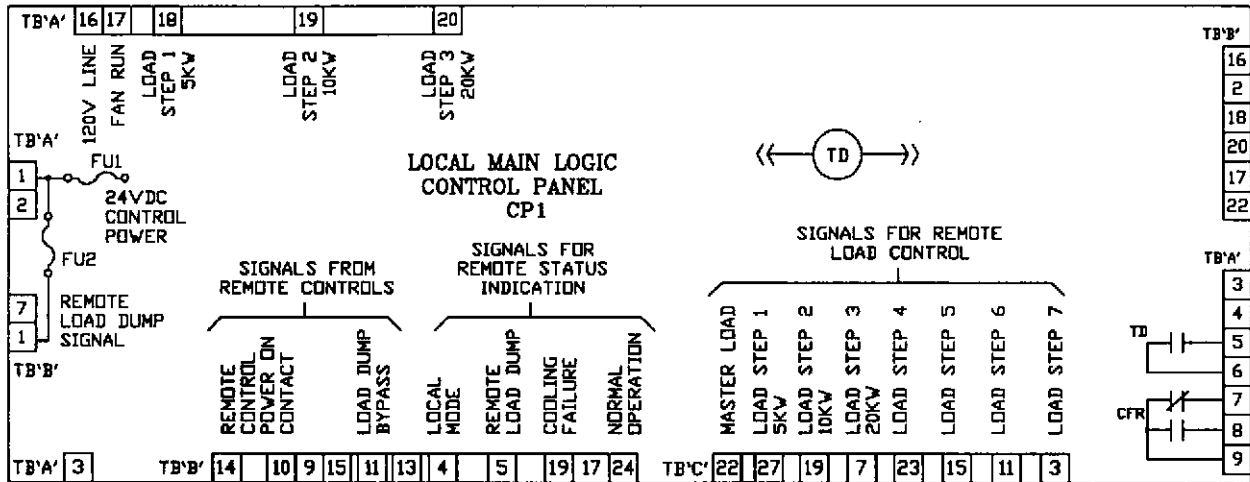 TB'A' 16 17 18 19 20
120V LINE
FAN RUN
LOAD
STEP 1
5KW
LOAD
STEP 2
10KW
LOAD
STEP 3
20KW
TB'B'
16
2
18
20
17
22
TB'A'
1
2
FU1
24VDC
CONTROL
POWER
FU2
7
1
REMOTE
LOAD DUMP
SIGNAL
TB'B'
LOCAL MAIN LOGIC
CONTROL PANEL
CP1
TD
SIGNALS FROM
REMOTE CONTROLS
SIGNALS FOR
REMOTE STATUS
INDICATION
SIGNALS FOR REMOTE
LOAD CONTROL
REMOTE
CONTROL
POWER ON
CONTACT
LOAD DUMP
BYPASS
LOCAL
MODE
REMOTE
LOAD DUMP
COOLING
FAILURE
NORMAL
OPERATION
MASTER LOAD
LOAD STEP 1
5KW
LOAD STEP 2
10KW
LOAD STEP 3
20KW
LOAD STEP 4
LOAD STEP 5
LOAD STEP 6
LOAD STEP 7
TB'A'
3
4
5
6
7
8
9
TD
CFR
TB'A' 3
TB'B' 14 10 9 15 11 13 4 5 19 17 24
TB'C' 22 27 19 7 23 15 11 3